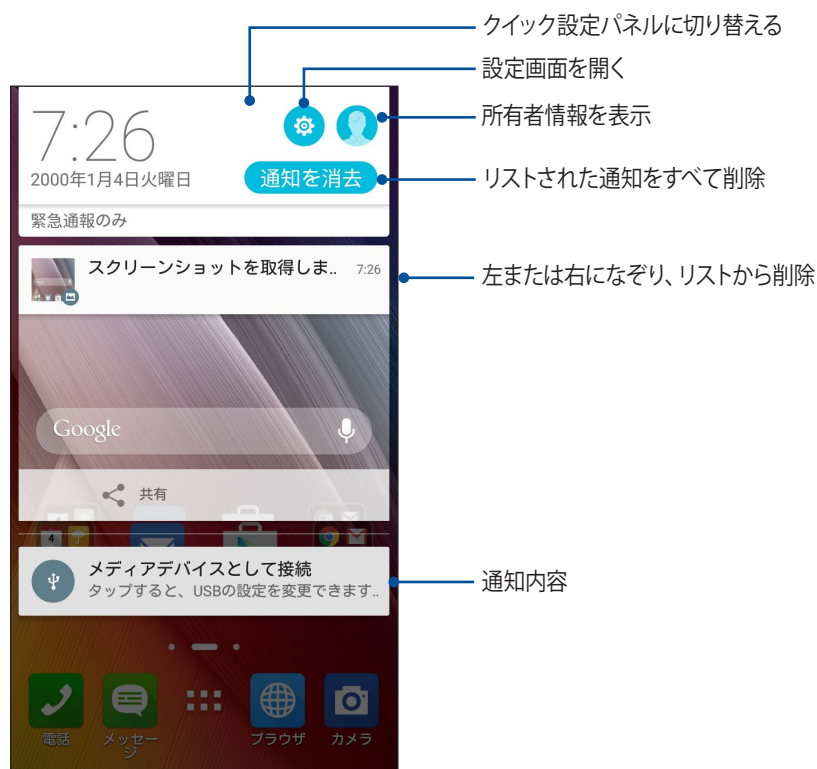 クイック設定パネルに切り替える
設定画面を開く
所有者情報を表示
7:26
2000年1月4日火曜日
通知を消去
リストされた通知をすべて削除
緊急通報のみ
スクリーンショットを取得しま..
7:26
左または右になぞり、リストから削除
Google
共有
4
メディアデバイスとして接続
タップすると、USBの設定を変更できます..
通知内容
電話
メッセー
ジ
ブラウザ
カメラ